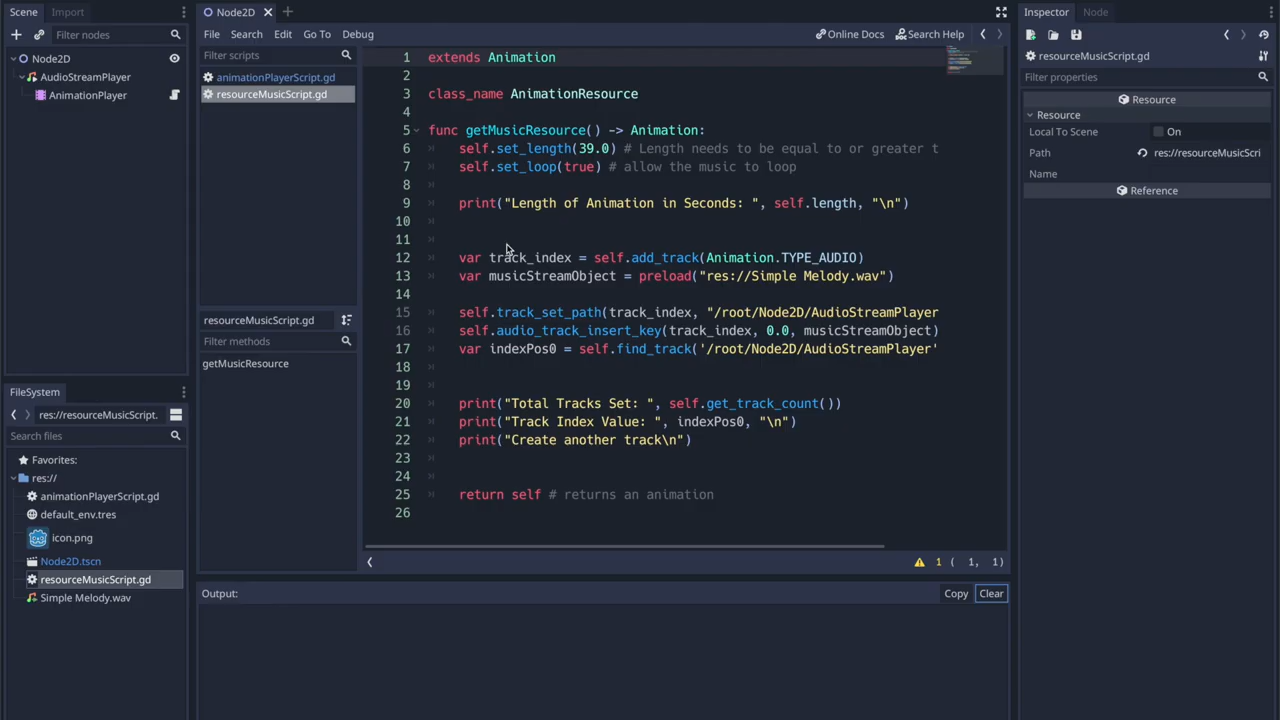 Scene
Import
Filter nodes
Node2D
AudioStreamPlayer
AnimationPlayer
FileSystem
res://resourceMusicScript.
Search files
Favorites:
res://
animationPlayerScript.gd
default_env.tres
icon.png
Node2D.tscn
resourceMusicScript.gd
Simple Melody.wav
Node2D
File Search Edit Go To Debug
Online Docs
Search Help
Filter scripts
animationPlayerScript.gd
resourceMusicScript.gd
resourceMusicScript.gd
Filter methods
getMusicResource
1 extends Animation
2
3 class_name AnimationResource
4
5 func getMusicResource() -> Animation:
6 self.set_length(39.0) # Length needs to be equal to or greater t
7 self.set_loop(true) # allow the music to loop
8
9 print("Length of Animation in Seconds: ", self.length, "\n")
10
11
12 var track_index = self.add_track(Animation.TYPE_AUDIO)
13 var musicStreamObject = preload("res://Simple Melody.wav")
14
15 self.track_set_path(track_index, "/root/Node2D/AudioStreamPlayer
16 self.audio_track_insert_key(track_index, 0.0, musicStreamObject)
17 var indexPos0 = self.find_track('/root/Node2D/AudioStreamPlayer'
18
19
20 print("Total Tracks Set: ", self.get_track_count())
21 print("Track Index Value: ", indexPos0, "\n")
22 print("Create another track\n")
23
24
25 return self # returns an animation
26
1 ( 1, 1)
Output:
Copy
Clear
Inspector
Node
resourceMusicScript.gd
Filter properties
Resource
Resource
Local To Scene On
Path res://resourceMusicScri
Name
Reference